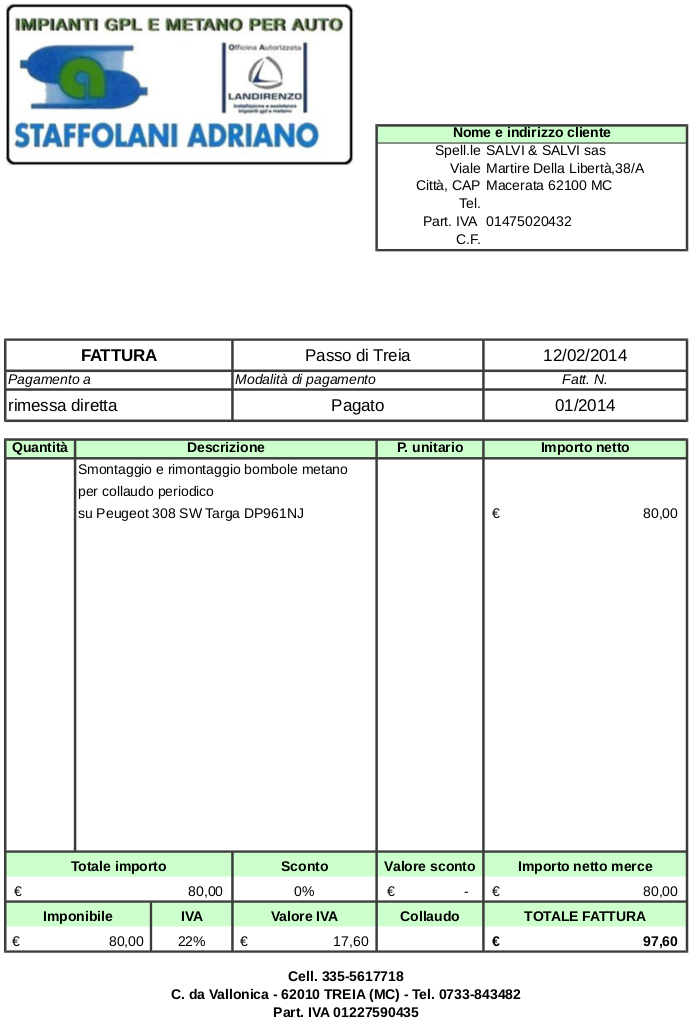 IMPIANTI GPL E METANO PER AUTO
Officina Autorizzata
LANDIRENZO
installazione e assistenza
impianti gpl e metano
STAFFOLANI ADRIANO
Nome e indirizzo cliente
Spell.le SALVI & SALVI sas
Viale Martire Della Libertà,38/A
Città, CAP Macerata 62100 MC
Tel.
Part. IVA 01475020432
C.F.
FATTURA Passo di Treia 12/02/2014
Pagamento a Modalità di pagamento Fatt. N.
rimessa diretta Pagato 01/2014
Quantità Descrizione P. unitario Importo netto
Smontaggio e rimontaggio bombole metano
per collaudo periodico
su Peugeot 308 SW Targa DP961NJ € 80,00
Totale importo Sconto Valore sconto Importo netto merce
€ 80,00 0% € - € 80,00
Imponibile IVA Valore IVA Collaudo TOTALE FATTURA
€ 80,00 22% € 17,60 € 97,60
Cell. 335-5617718
C. da Vallonica - 62010 TREIA (MC) - Tel. 0733-843482
Part. IVA 01227590435